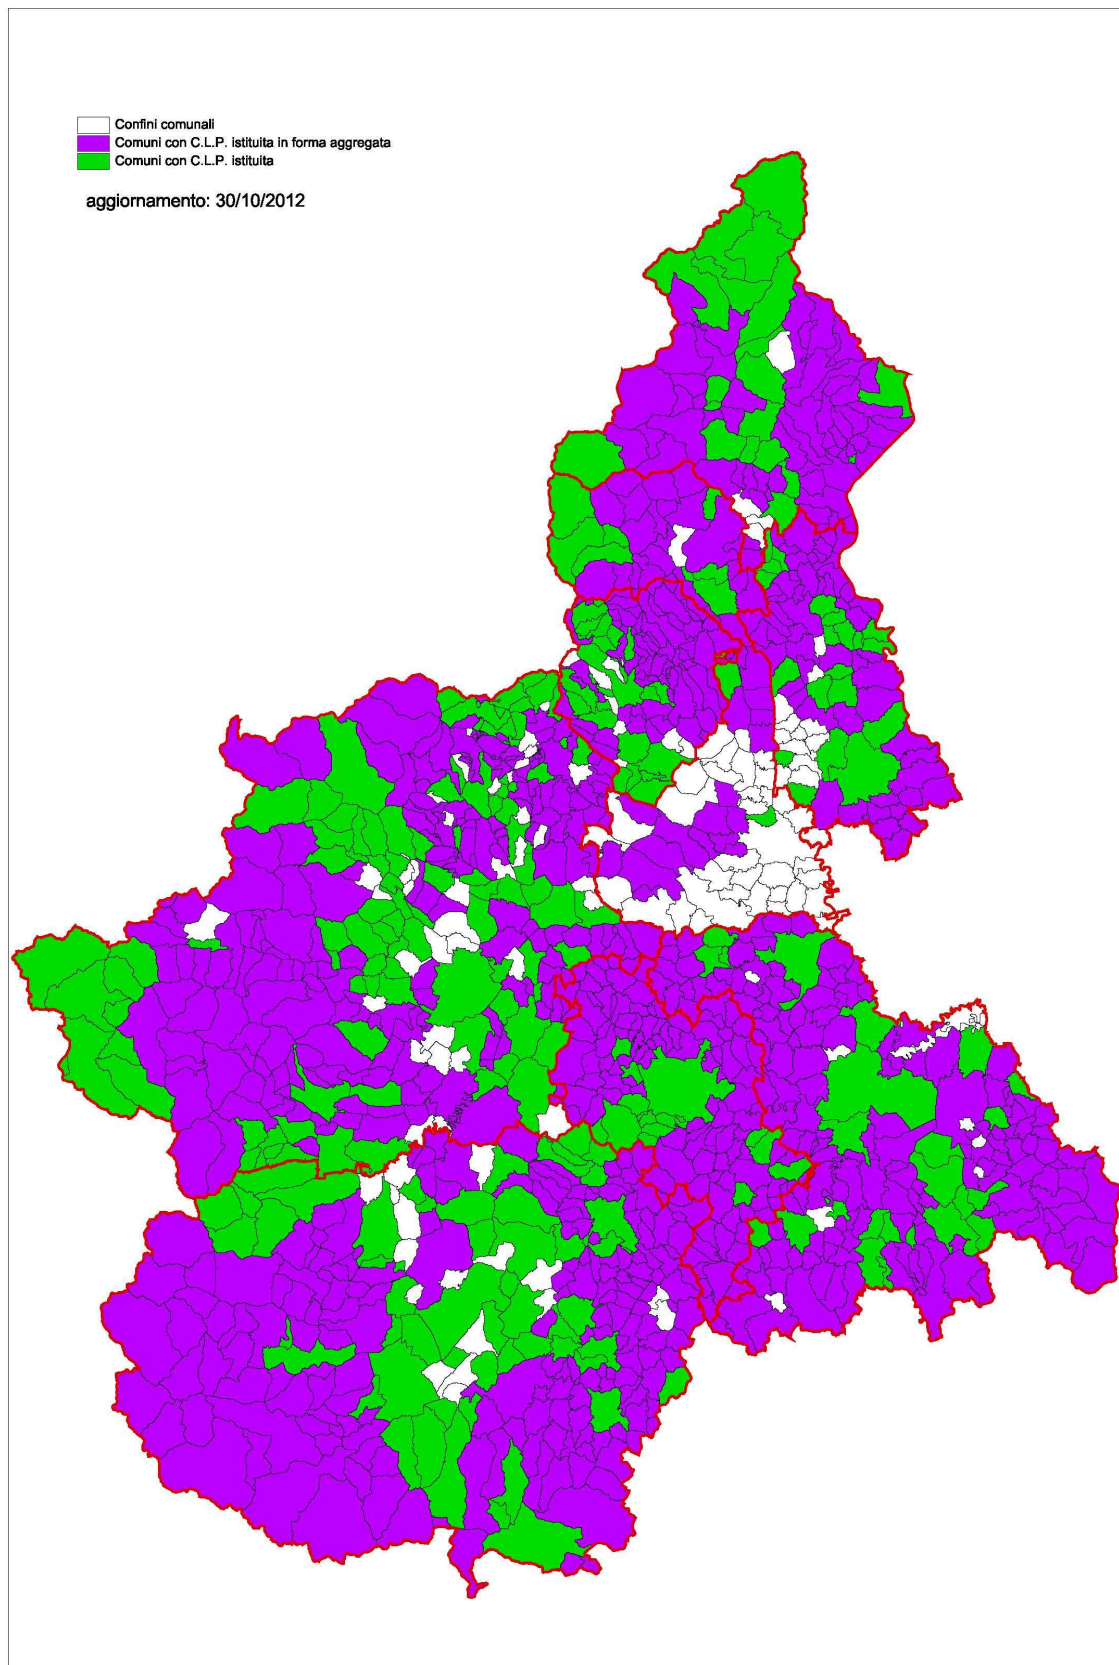 Confini comunali
Comuni con C.L.P. istituita in forma aggregata
Comuni con C.L.P. istituita
aggiornamento: 30/10/2012